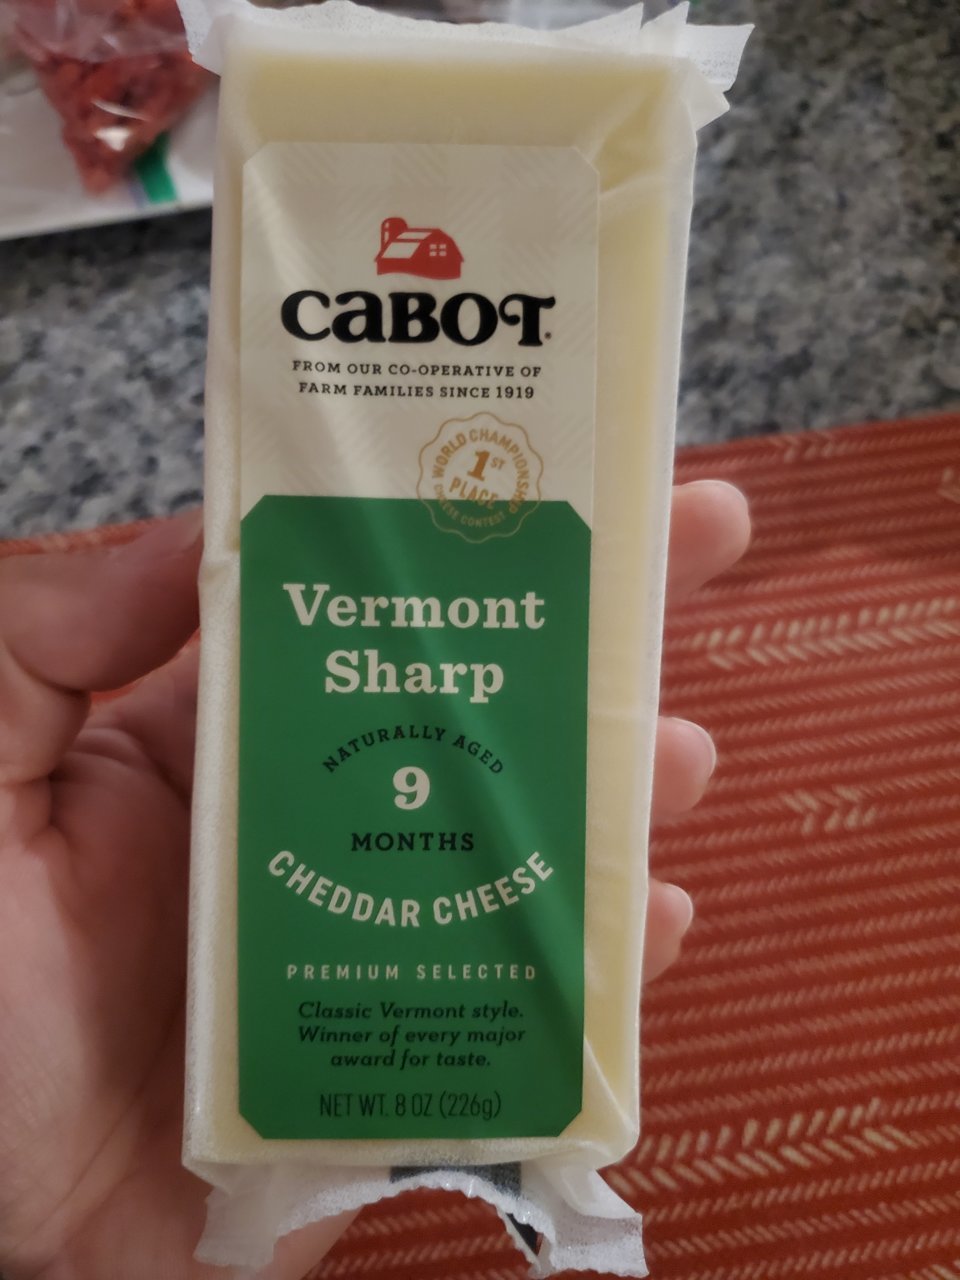 CABOT
FROM OUR CO-OPERATIVE OF
FARM FAMILIES SINCE 1919
WORLD CHAMPIONSHIP
1ST
PLACE
CHEESE CONTEST
Vermont
Sharp
NATURALLY AGED
9
MONTHS
CHEDDAR CHEESE
PREMIUM SELECTED
Classic Vermont style.
Winner of every major
award for taste.
NET WT. 8 OZ (226g)